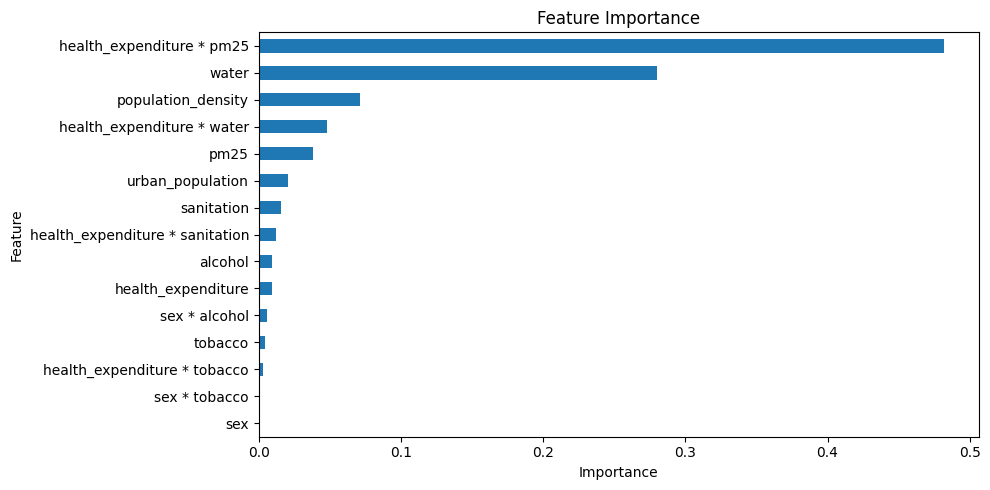 Feature Importance
health_expenditure * pm25
water
population_density
health_expenditure * water
pm25
urban_population
sanitation
health_expenditure * sanitation
alcohol
health_expenditure
sex * alcohol
tobacco
health_expenditure * tobacco
sex * tobacco
sex
Feature
0.0 0.1 0.2 0.3 0.4 0.5
Importance